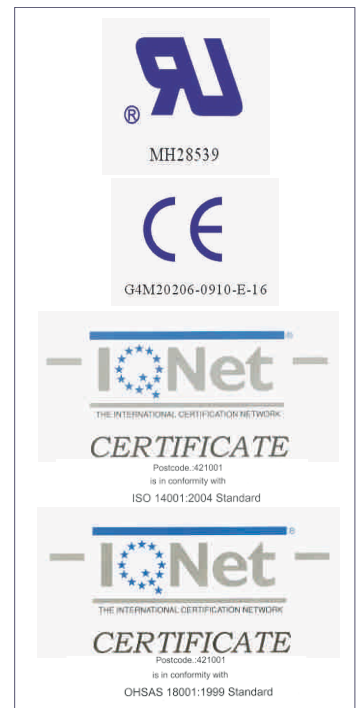 RU
®
MH28539
CE
G4M20206-0910-E-16
IQNet ®
THE INTERNATIONAL CERTIFICATION NETWORK
CERTIFICATE
Postcode.:421001
is in conformity with
ISO 14001:2004 Standard
IQNet ®
THE INTERNATIONAL CERTIFICATION NETWORK
CERTIFICATE
Postcode.:421001
is in conformity with
OHSAS 18001:1999 Standard